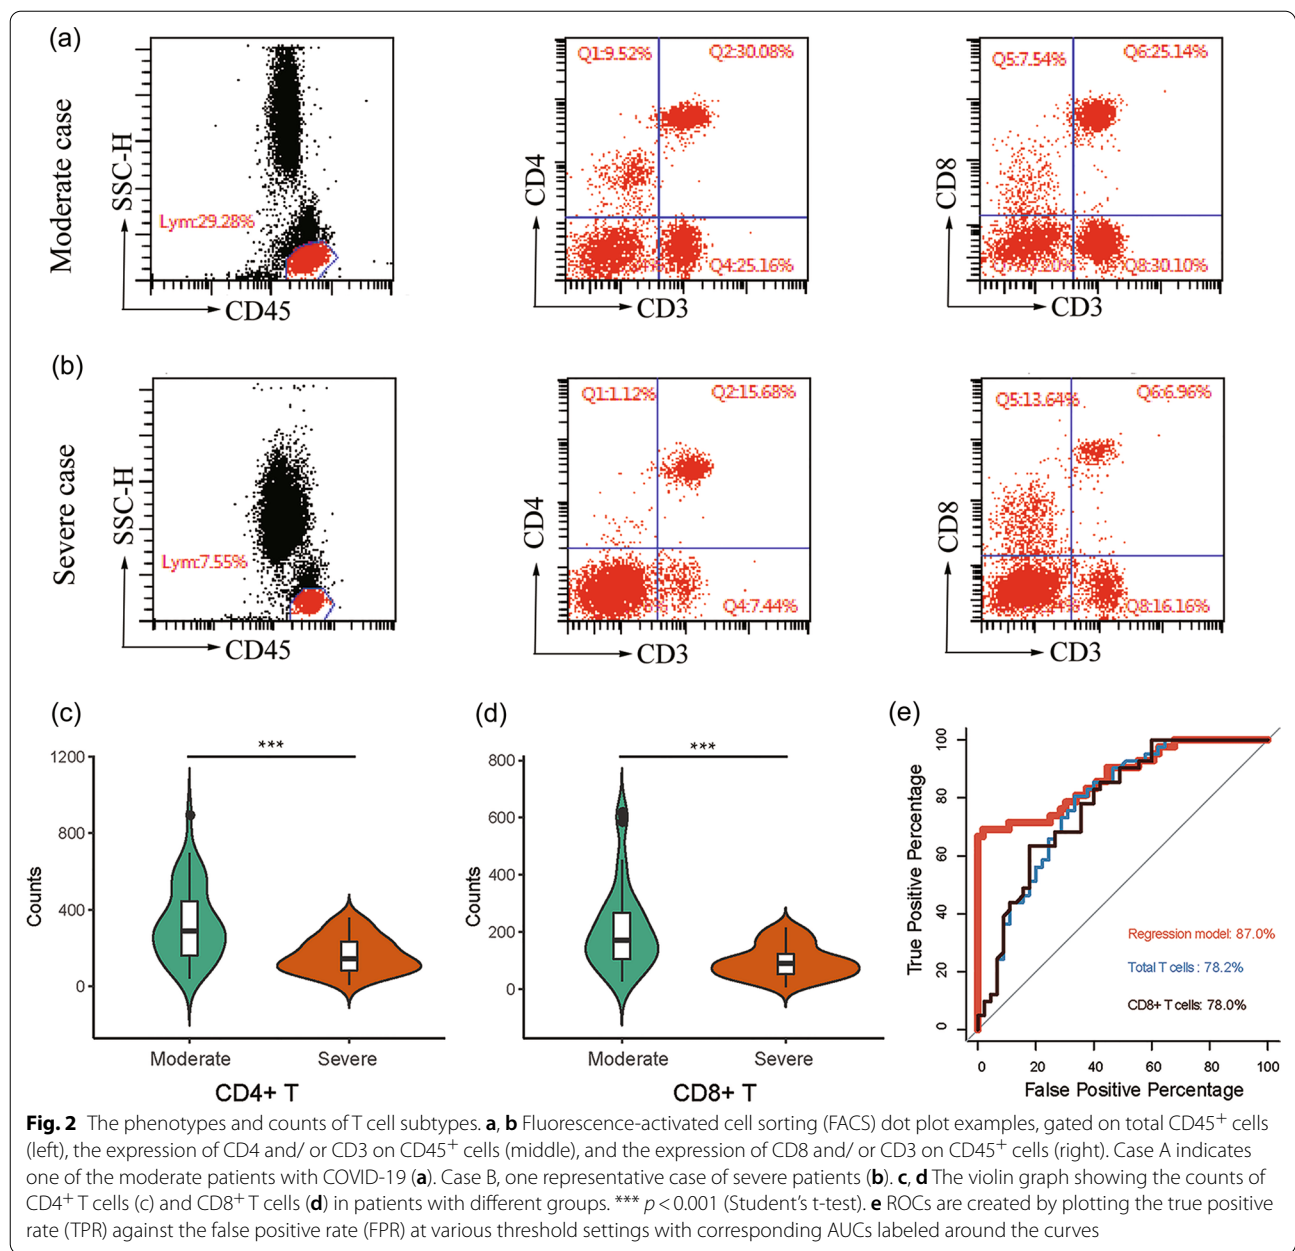 (a)
Moderate case
SSC-H
Lym:29.28%
CD45
Q1:9.52%
Q2:30.08%
CD4
Q4:25.16%
CD3
Q5:7.54%
Q6:25.14%
CD8
Q8:30.10%
CD3
(b)
Severe case
SSC-H
Lym:7.55%
CD45
Q1:1.12%
Q2:15.68%
CD4
Q4:7.44%
CD3
Q5:13.64%
Q6:6.96%
CD8
Q8:16.16%
CD3
(c)
***
1200
800
400
0
Counts
Moderate
Severe
CD4+ T
(d)
***
800
600
400
200
0
Counts
Moderate
Severe
CD8+ T
(e)
100
80
60
40
20
0
True Positive Percentage
Regression model: 87.0%
Total T cells : 78.2%
CD8+ T cells: 78.0%
0 20 40 60 80 100
False Positive Percentage
Fig. 2 The phenotypes and counts of T cell subtypes. a, b Fluorescence-activated cell sorting (FACS) dot plot examples, gated on total CD45+ cells
(left), the expression of CD4 and/ or CD3 on CD45+ cells (middle), and the expression of CD8 and/ or CD3 on CD45+ cells (right). Case A indicates
one of the moderate patients with COVID-19 (a). Case B, one representative case of severe patients (b). c, d The violin graph showing the counts of
CD4+ T cells (c) and CD8+ T cells (d) in patients with different groups. *** p < 0.001 (Student's t-test). e ROCs are created by plotting the true positive
rate (TPR) against the false positive rate (FPR) at various threshold settings with corresponding AUCs labeled around the curves